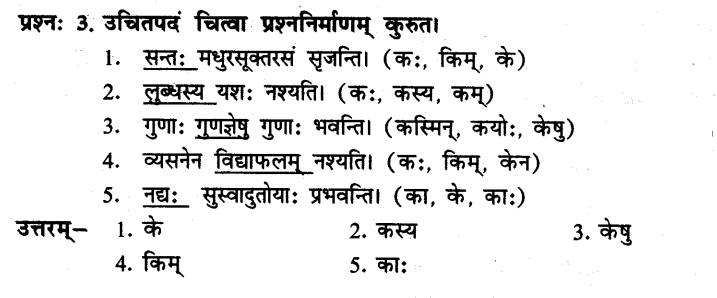 प्रश्न: 3. उचितपदं चित्वा प्रश्ननिर्माणम् कुरुत।
1. सन्तः मधुरसूक्तरसं सृजन्ति। (कः, किम्, के)
2. लुब्धस्य यशः नश्यति। (कः, कस्य, कम्)
3. गुणाः गुणज्ञेषु गुणाः भवन्ति। (कस्मिन्, कयोः, केषु)
4. व्यसनेन विद्याफलम् नश्यति। (कः, किम्, केन)
5. नद्यः सुस्वादुतोयाः प्रभवन्ति। (का, के, काः)
उत्तरम्– 1. के 2. कस्य 3. केषु
4. किम् 5. काः